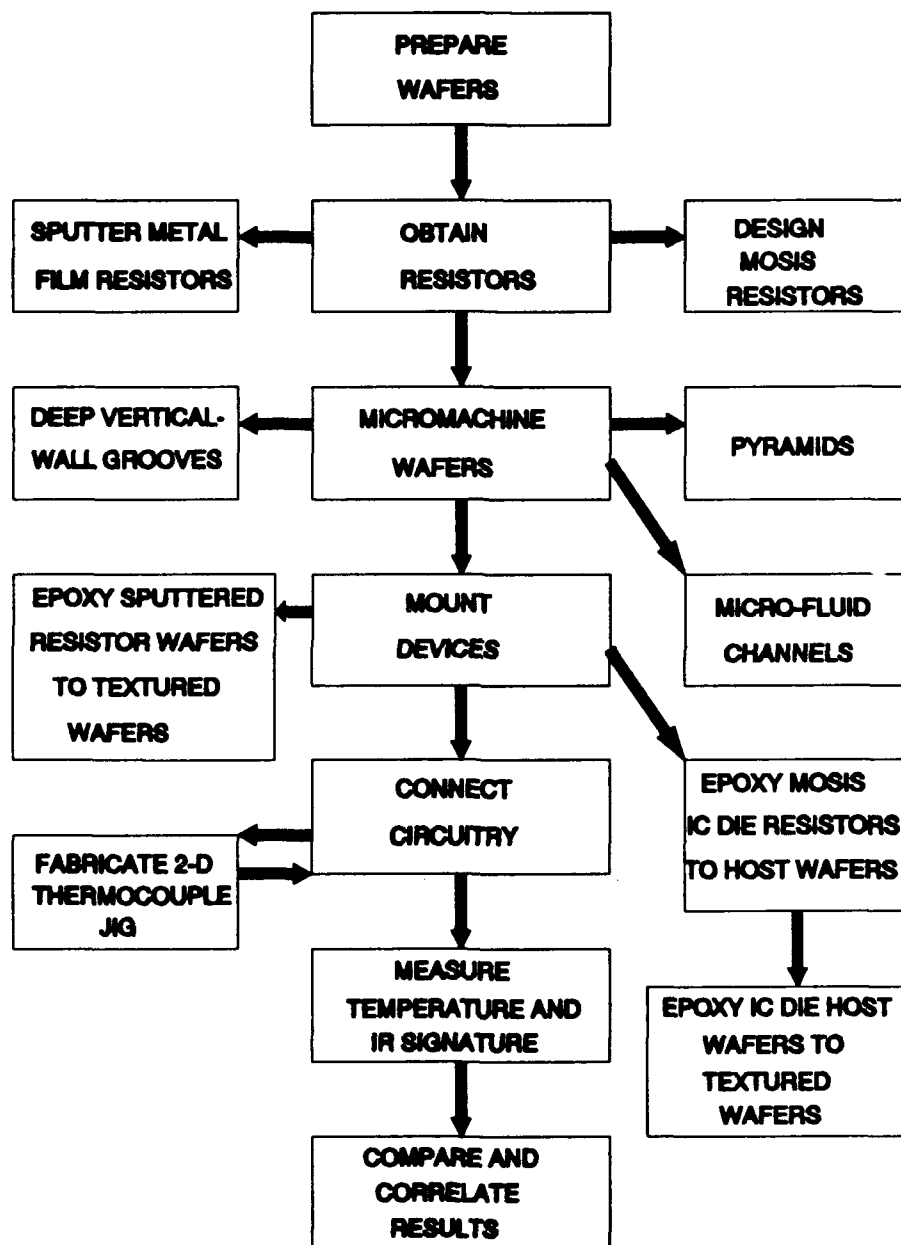 PREPARE
WAFERS
SPUTTER METAL
FILM RESISTORS
OBTAIN
RESISTORS
DESIGN
MOSIS
RESISTORS
DEEP VERTICAL-
WALL GROOVES
MICROMACHINE
WAFERS
PYRAMIDS
EPOXY SPUTTERED
RESISTOR WAFERS
TO TEXTURED
WAFERS
MOUNT
DEVICES
MICRO-FLUID
CHANNELS
CONNECT
CIRCUITRY
EPOXY MOSIS
IC DIE RESISTORS
TO HOST WAFERS
FABRICATE 2-D
THERMOCOUPLE
JIG
MEASURE
TEMPERATURE AND
IR SIGNATURE
EPOXY IC DIE HOST
WAFERS TO
TEXTURED
WAFERS
COMPARE AND
CORRELATE
RESULTS